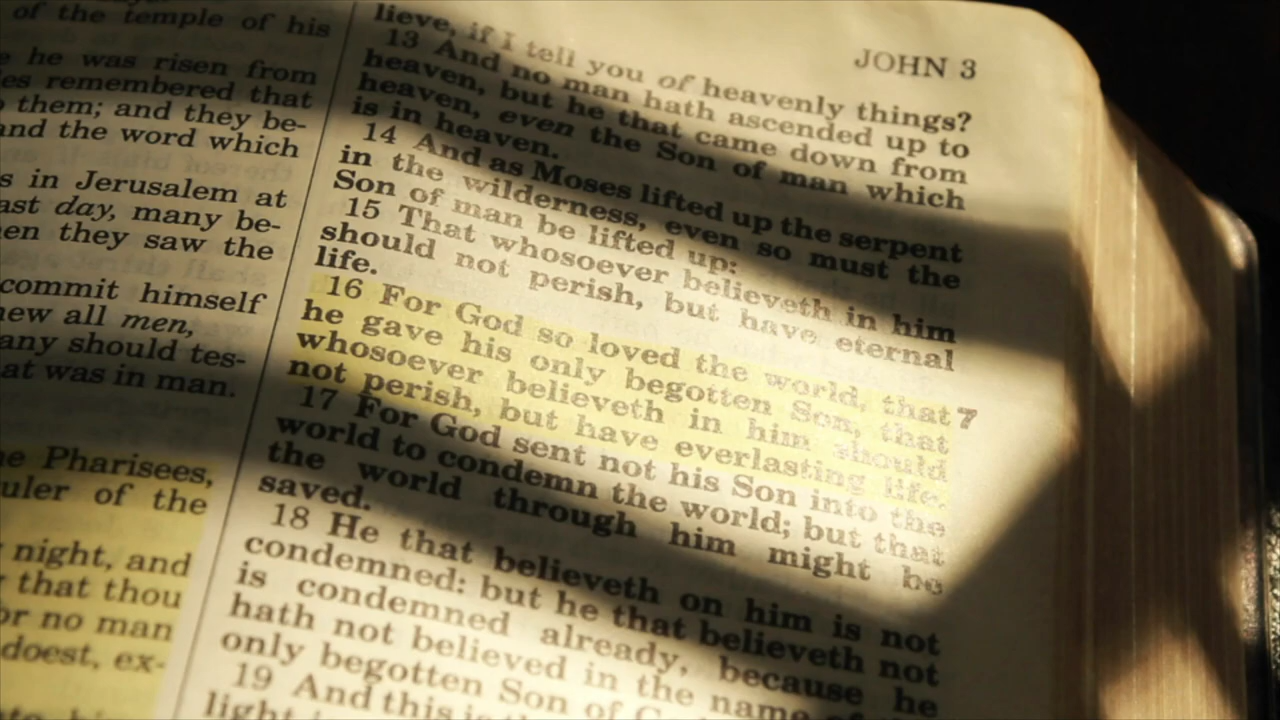 of the temple of his
he was risen from
es remembered that
them; and they be-
and the word which
s in Jerusalem at
ast day, many be-
en they saw the
commit himself
ew all men,
any should tes-
at was in man.
e Pharisees,
uler of the
night, and
that thou
or no man
doest, ex-
JOHN 3
lieve, if I tell you of heavenly things?
13 And no man hath ascended up to
heaven, but he that came down from
heaven, even the Son of man which
is in heaven.
14 And as Moses lifted up the serpent
in the wilderness, even so must the
Son of man be lifted up:
15 That whosoever believeth in him
should not perish, but have eternal
life.
16 For God so loved the world, that 7
he gave his only begotten Son, that
whosoever believeth in him should
not perish, but have everlasting life.
17 For God sent not his Son into the
world to condemn the world; but that
the world through him might be
saved.
18 He that believeth on him is not
condemned: but he that believeth not
is condemned already, because he
hath not believed in the name of
only begotten Son of
19 And this is
light